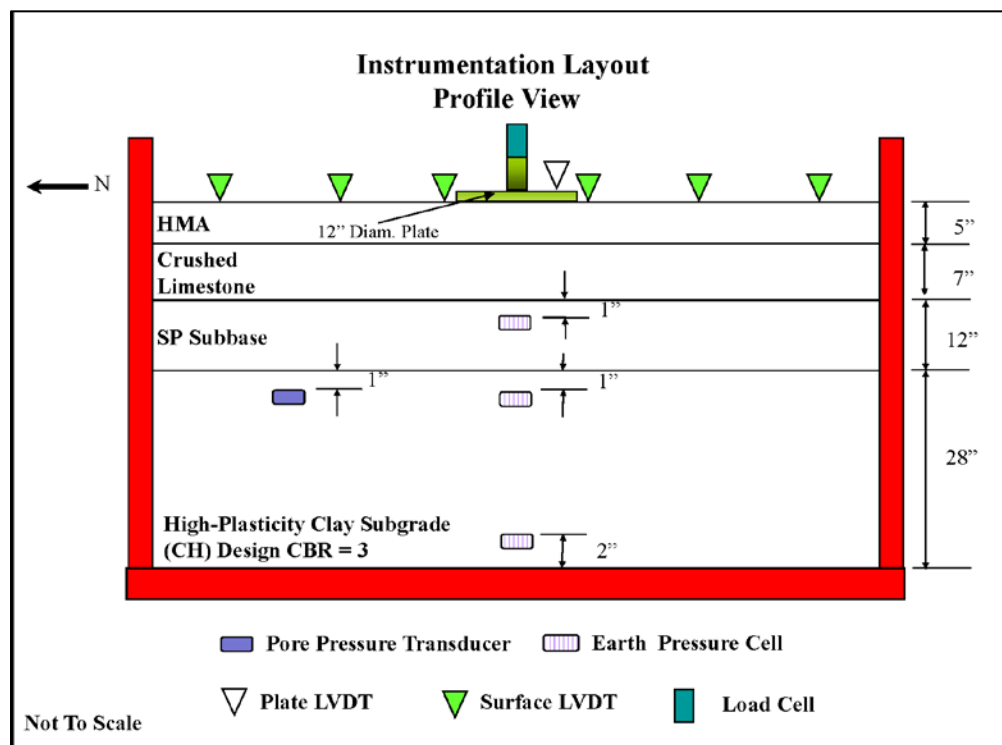 Instrumentation Layout
Profile View
N
HMA
12” Diam. Plate
5”
Crushed
Limestone
7”
1”
SP Subbase
12”
1”
1”
28”
High-Plasticity Clay Subgrade
(CH) Design CBR = 3
2”
Pore Pressure Transducer
Earth Pressure Cell
Plate LVDT
Surface LVDT
Load Cell
Not To Scale